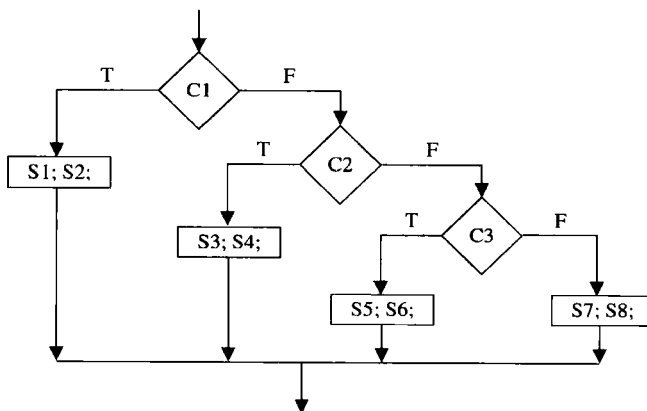 C1
T
F
C2
T
F
S1; S2;
C3
T
F
S3; S4;
S5; S6;
S7; S8;